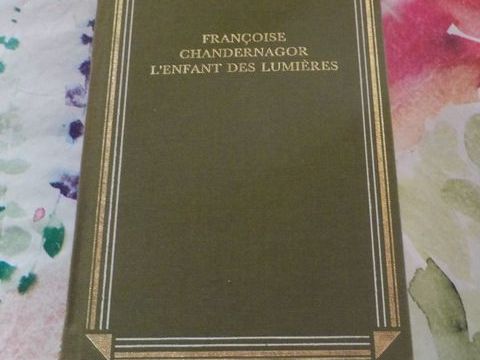 FRANÇOISE
CHANDERNAGOR
L'ENFANT DES LUMIÈRES